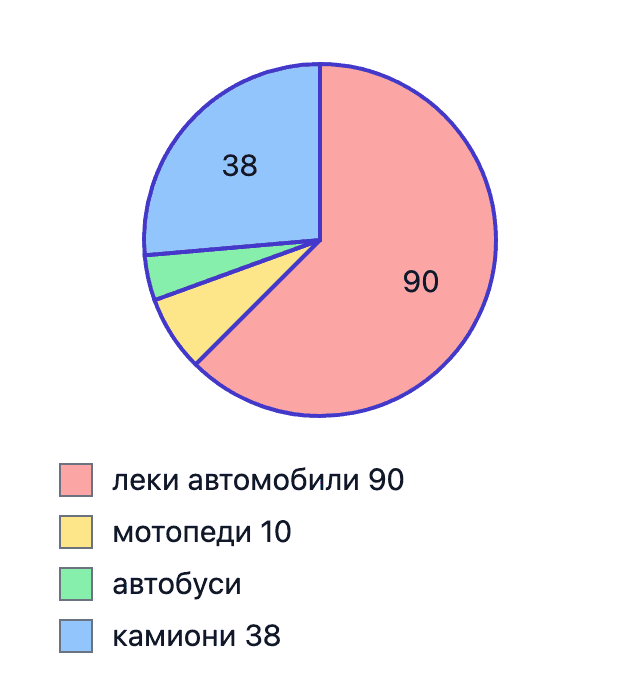 38
90
леки автомобили 90
мотопеди 10
автобуси
камиони 38